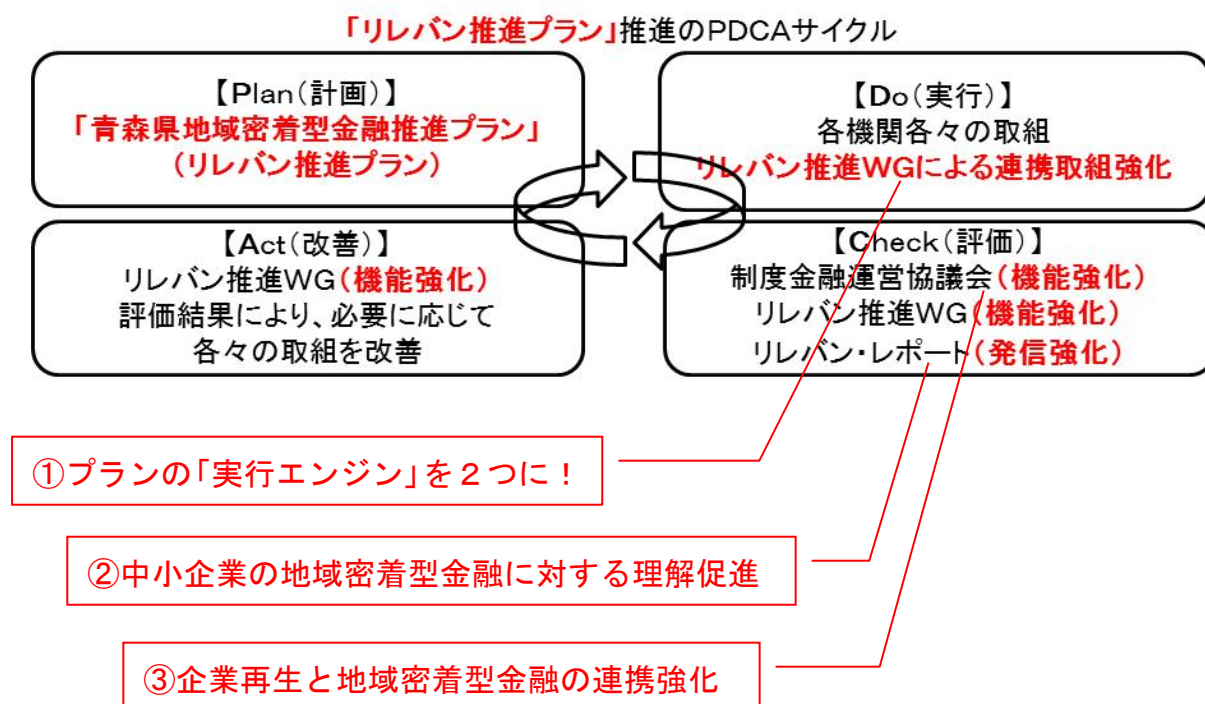 「リレバン推進プラン」推進のPDCAサイクル
【Plan(計画)】
「青森県地域密着型金融推進プラン」
(リレバン推進プラン)
【Do(実行)】
各機関各々の取組
リレバン推進WGによる連携取組強化
【Act(改善)】
リレバン推進WG(機能強化)
評価結果により、必要に応じて
各々の取組を改善
【Check(評価)】
制度金融運営協議会(機能強化)
リレバン推進WG(機能強化)
リレバン・レポート(発信強化)
①プランの「実行エンジン」を2つに!
②中小企業の地域密着型金融に対する理解促進
③企業再生と地域密着型金融の連携強化